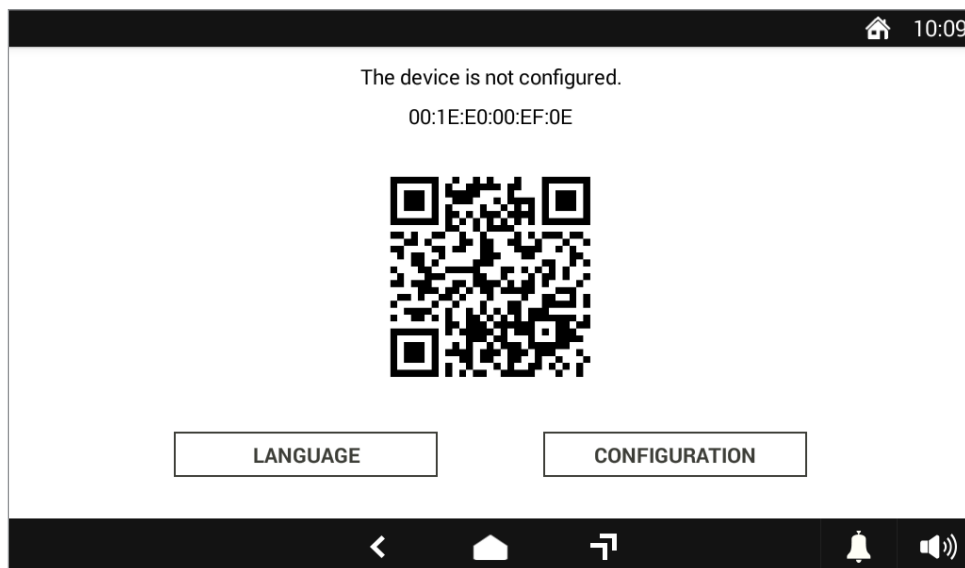 10:09
The device is not configured.
00:1E:E0:00:EF:0E
LANGUAGE
CONFIGURATION